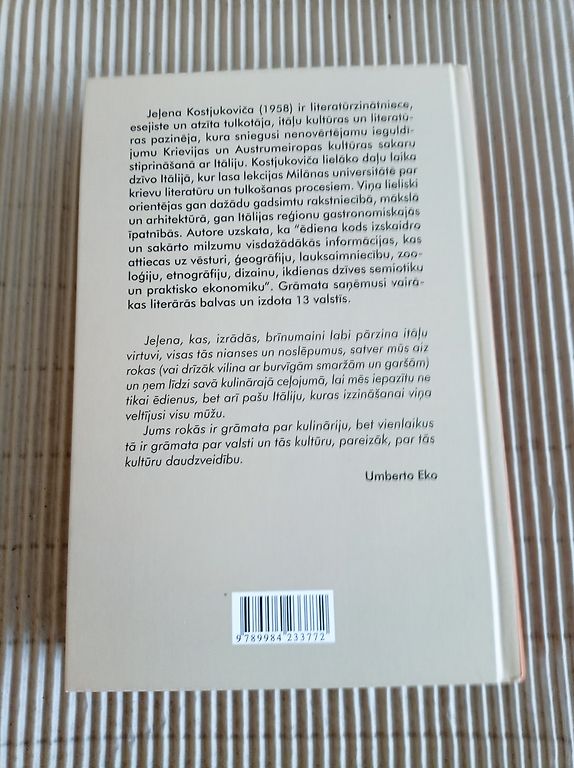 Jeļena Kostjukoviča (1958) ir literatūrzinātniece,
esejiste un atzīta tulkotāja, itāļu kultūras un literatū-
ras pazinēja, kura sniegusi nenovērtējamu ieguldī-
jumu Krievijas un Austrumeiropas kultūras sakaru
stiprināšanā ar Itāliju. Kostjukoviča lielāko daļu laika
dzīvo Itālijā, kur lasa lekcijas Milānas universitātē par
krievu literatūru un tulkošanas procesiem. Viņa lieliski
orientējas gan dažādu gadsimtu rakstniecībā, mākslā
un arhitektūrā, gan Itālijas reģionu gastronomiskajās
īpatnībās. Autore uzskata, ka "ēdiena kods izskaidro
un sakārto milzumu visdažādākās informācijas, kas
attiecas uz vēsturi, ģeogrāfiju, lauksaimniecību, zoo-
loģiju, etnogrāfiju, dizainu, ikdienas dzīves semiotiku
un praktisko ekonomiku". Grāmata saņēmusi vairā-
kas literārās balvas un izdota 13 valstīs.
Jeļena, kas, izrādās, brīnumaini labi pārzina itāļu
virtuvi, visas tās nianses un noslēpumus, satver mūs aiz
rokas (vai drīzāk vilina ar burvīgām smaržām un garšām)
un ņem līdzi savā kulinārajā ceļojumā, lai mēs iepazītu ne
tikai ēdienus, bet arī pašu Itāliju, kuras izzināšanai viņa
veltījusi visu mūžu.
Jums rokās ir grāmata par kulināriju, bet vienlaikus
tā ir grāmata par valsti un tās kultūru, pareizāk, par tās
kultūru daudzveidību.
Umberto Eko
9 789984 233772